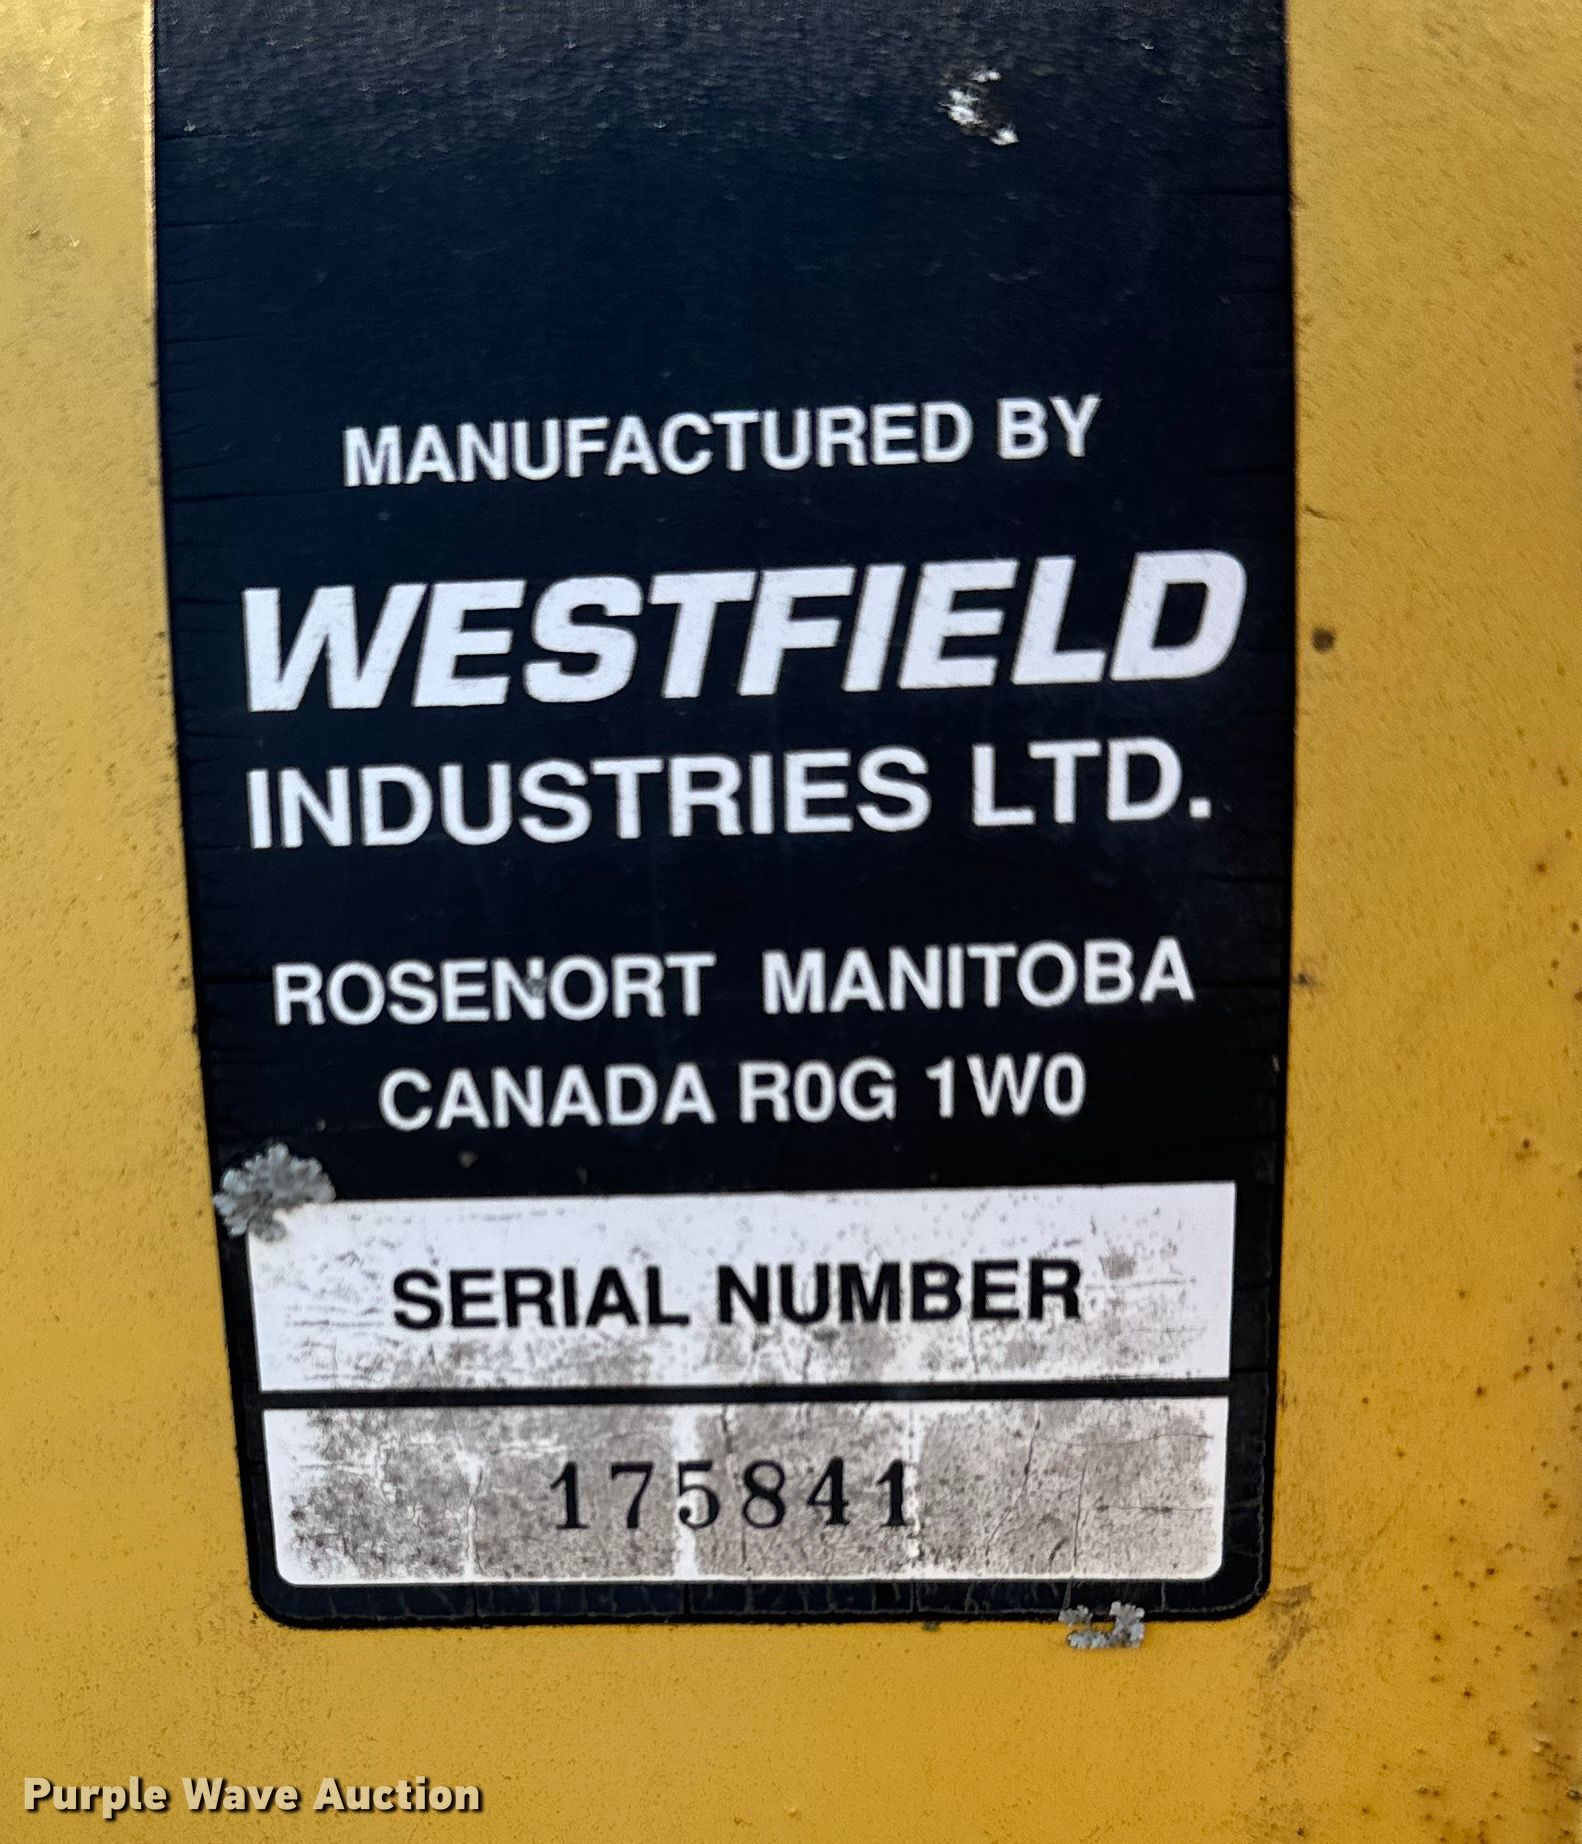 MANUFACTURED BY
WESTFIELD
INDUSTRIES LTD.
ROSENORT MANITOBA
CANADA R0G 1W0
SERIAL NUMBER
175841
Purple Wave Auction